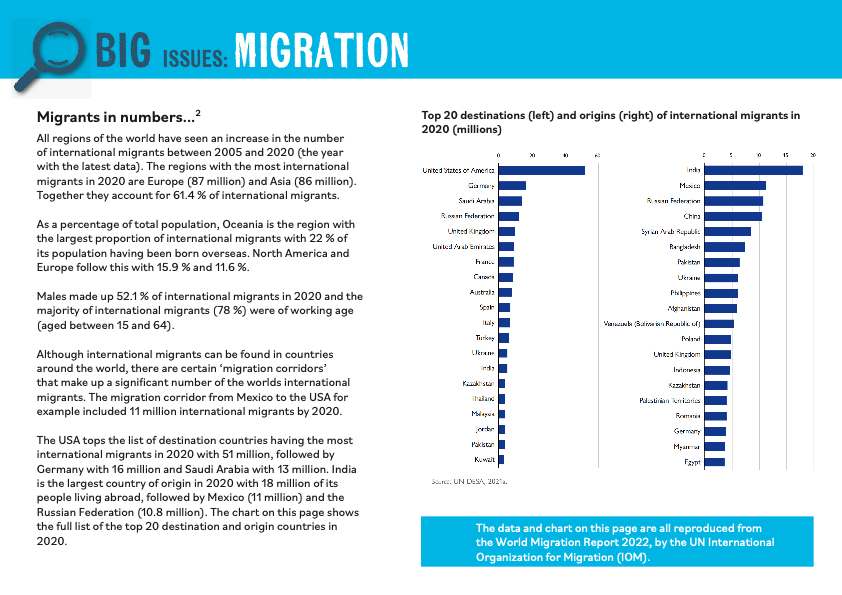 BIG ISSUES: MIGRATION
Migrants in numbers...2
All regions of the world have seen an increase in the number
of international migrants between 2005 and 2020 (the year
with the latest data). The regions with the most international
migrants in 2020 are Europe (87 million) and Asia (86 million).
Together they account for 61.4 % of international migrants.
As a percentage of total population, Oceania is the region with
the largest proportion of international migrants with 22 % of
its population having been born overseas. North America and
Europe follow this with 15.9 % and 11.6 %.
Males made up 52.1 % of international migrants in 2020 and the
majority of international migrants (78 %) were of working age
(aged between 15 and 64).
Although international migrants can be found in countries
around the world, there are certain ‘migration corridors’
that make up a significant number of the worlds international
migrants. The migration corridor from Mexico to the USA for
example included 11 million international migrants by 2020.
The USA tops the list of destination countries having the most
international migrants in 2020 with 51 million, followed by
Germany with 16 million and Saudi Arabia with 13 million. India
is the largest country of origin in 2020 with 18 million of its
people living abroad, followed by Mexico (11 million) and the
Russian Federation (10.8 million). The chart on this page shows
the full list of the top 20 destination and origin countries in
2020.
Top 20 destinations (left) and origins (right) of international migrants in
2020 (millions)
0 20 40 60
United States of America
Germany
Saudi Arabia
Russian Federation
United Kingdom
United Arab Emirates
France
Canada
Australia
Spain
Italy
Turkey
Ukraine
India
Kazakhstan
Thailand
Malaysia
Jordan
Pakistan
Kuwait
0 5 10 15 20
India
Mexico
Russian Federation
China
Syrian Arab Republic
Bangladesh
Pakistan
Ukraine
Philippines
Afghanistan
Venezuela (Bolivarian Republic of)
Poland
United Kingdom
Indonesia
Kazakhstan
Palestinian Territories
Romania
Germany
Myanmar
Egypt
Source: UN DESA, 2021a.
The data and chart on this page are all reproduced from
the World Migration Report 2022, by the UN International
Organization for Migration (IOM).